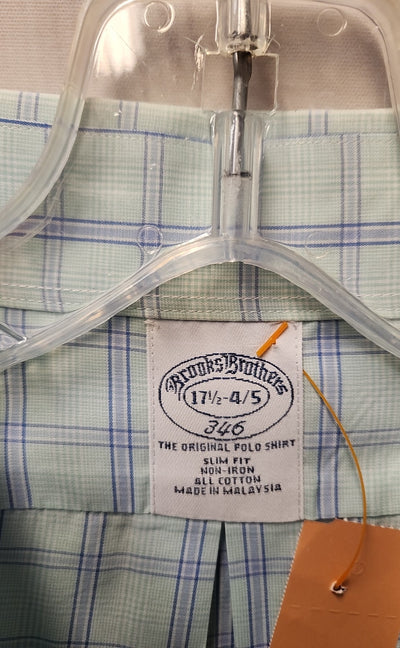 Brooks Brothers
17½-4/5
346
THE ORIGINAL POLO SHIRT
SLIM FIT
NON-IRON
ALL COTTON
MADE IN MALAYSIA